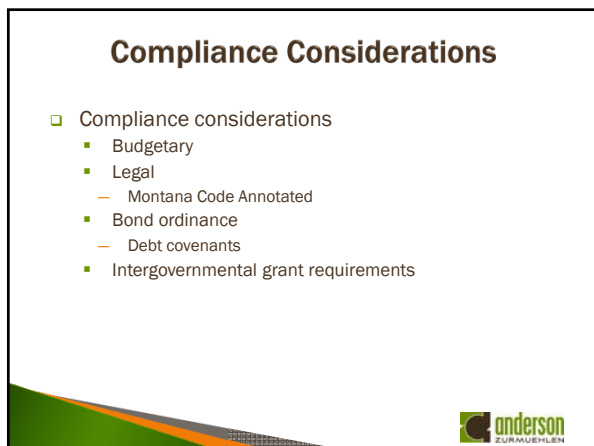 Compliance Considerations
Compliance considerations
Budgetary
Legal
— Montana Code Annotated
Bond ordinance
— Debt covenants
Intergovernmental grant requirements
anderson
ZURMUEHLEN